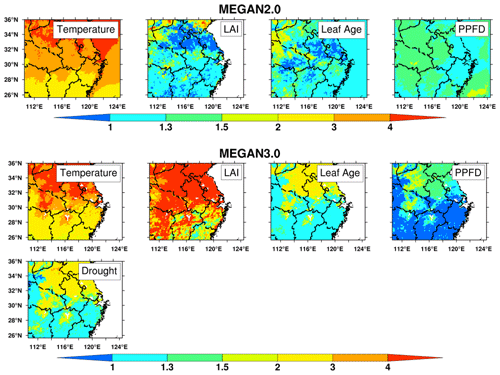 MEGAN2.0
36°N Temperature LAI Leaf Age PPFD
34°N
32°N
30°N
28°N
26°N
112°E 116°E 120°E 124°E 112°E 116°E 120°E 124°E 112°E 116°E 120°E 124°E 112°E 116°E 120°E 124°E
1 1.3 1.5 2 3 4
MEGAN3.0
36°N Temperature LAI Leaf Age PPFD
34°N
32°N
30°N
28°N
26°N
112°E 116°E 120°E 124°E 112°E 116°E 120°E 124°E 112°E 116°E 120°E 124°E 112°E 116°E 120°E 124°E
36°N Drought
34°N
32°N
30°N
28°N
26°N
112°E 116°E 120°E 124°E
1 1.3 1.5 2 3 4